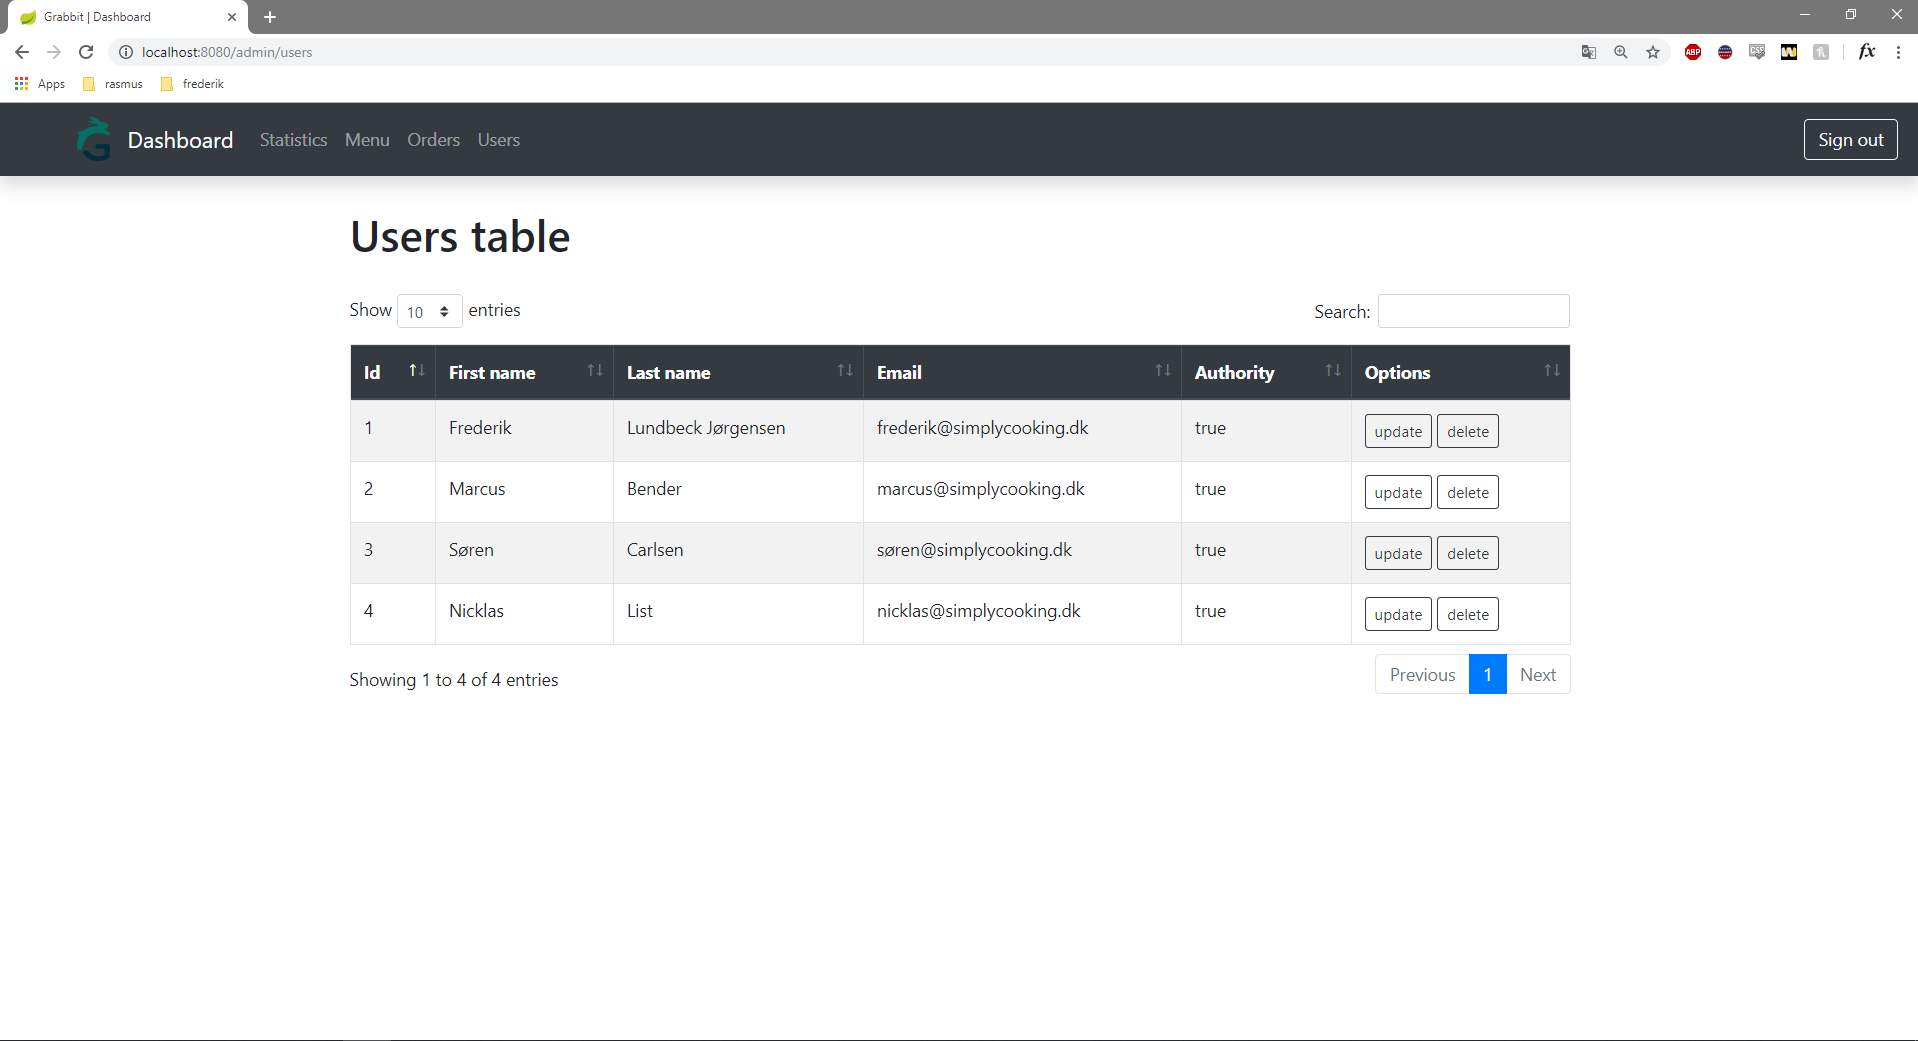 Grabbit | Dashboard
localhost:8080/admin/users
ABP
CSS
W
fx
Apps rasmus frederik
G Dashboard Statistics Menu Orders Users Sign out
Users table
Show 10 entries Search:
Id First name Last name Email Authority Options
1 Frederik Lundbeck Jørgensen frederik@simplycooking.dk true update delete
2 Marcus Bender marcus@simplycooking.dk true update delete
3 Søren Carlsen søren@simplycooking.dk true update delete
4 Nicklas List nicklas@simplycooking.dk true update delete
Showing 1 to 4 of 4 entries Previous 1 Next